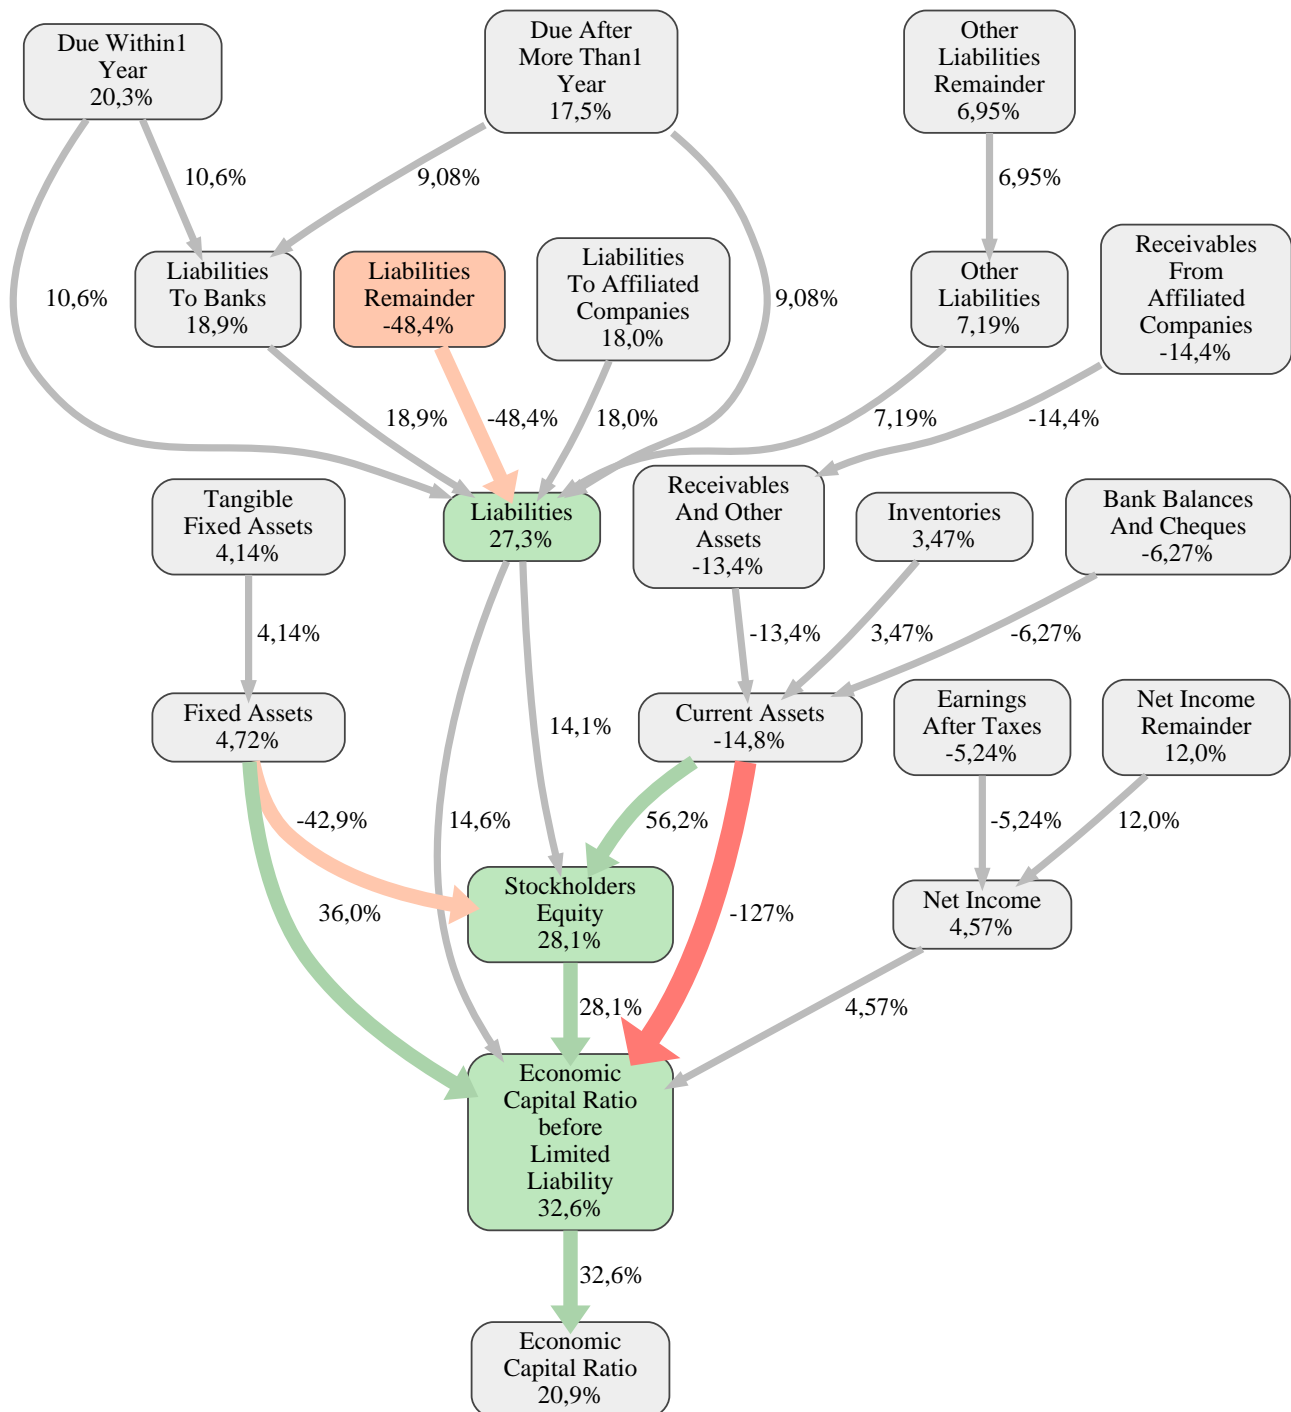 Due Within1
Year
20,3%
Due After
More Than1
Year
17,5%
Other
Liabilities
Remainder
6,95%
10,6%
9,08%
6,95%
Liabilities
To Banks
18,9%
Liabilities
Remainder
-48,4%
Liabilities
To Affiliated
Companies
18,0%
Other
Liabilities
7,19%
Receivables
From
Affiliated
Companies
-14,4%
10,6%
9,08%
18,9%
-48,4%
18,0%
7,19%
-14,4%
Tangible
Fixed Assets
4,14%
Liabilities
27,3%
Receivables
And Other
Assets
-13,4%
Inventories
3,47%
Bank Balances
And Cheques
-6,27%
4,14%
-13,4%
3,47%
-6,27%
Fixed Assets
4,72%
14,1%
Current Assets
-14,8%
Earnings
After Taxes
-5,24%
Net Income
Remainder
12,0%
-42,9%
14,6%
56,2%
-5,24%
12,0%
36,0%
Stockholders
Equity
28,1%
-127%
Net Income
4,57%
28,1%
4,57%
Economic
Capital Ratio
before
Limited
Liability
32,6%
32,6%
Economic
Capital Ratio
20,9%